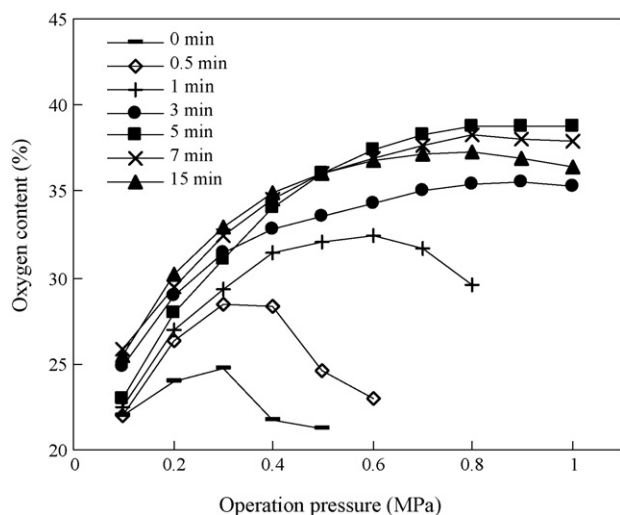 45
40
35
30
25
20
Oxygen content (%)
0 min
0.5 min
1 min
3 min
5 min
7 min
15 min
0 0.2 0.4 0.6 0.8 1
Operation pressure (MPa)